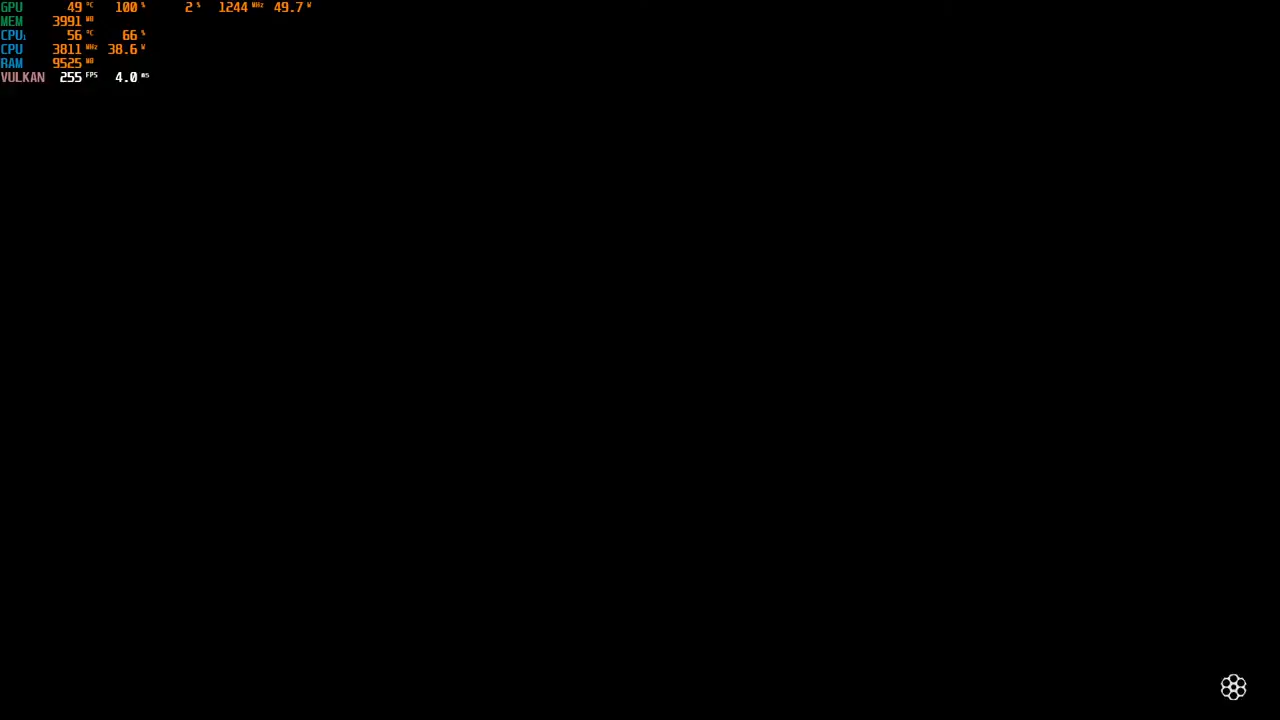 GPU 49 °C 100 % 2 % 1244 MHz 49.7 W
MEM 3991 MB
CPU₁ 56 °C 66 %
CPU 3811 MHz 38.6 W
RAM 9525 MB
VULKAN 255 FPS 4.0 ms